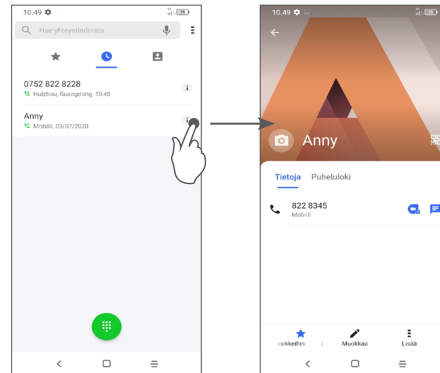 10.49
Hae yhteystiedoista
0752 822 8228
Huizhou, Guangdong, 10.48
Anny
Mobiili, 03/07/2020
10.49
Anny
Tietoja Puheluloki
822 8345
Mobiili
Muokkaa
Lisää